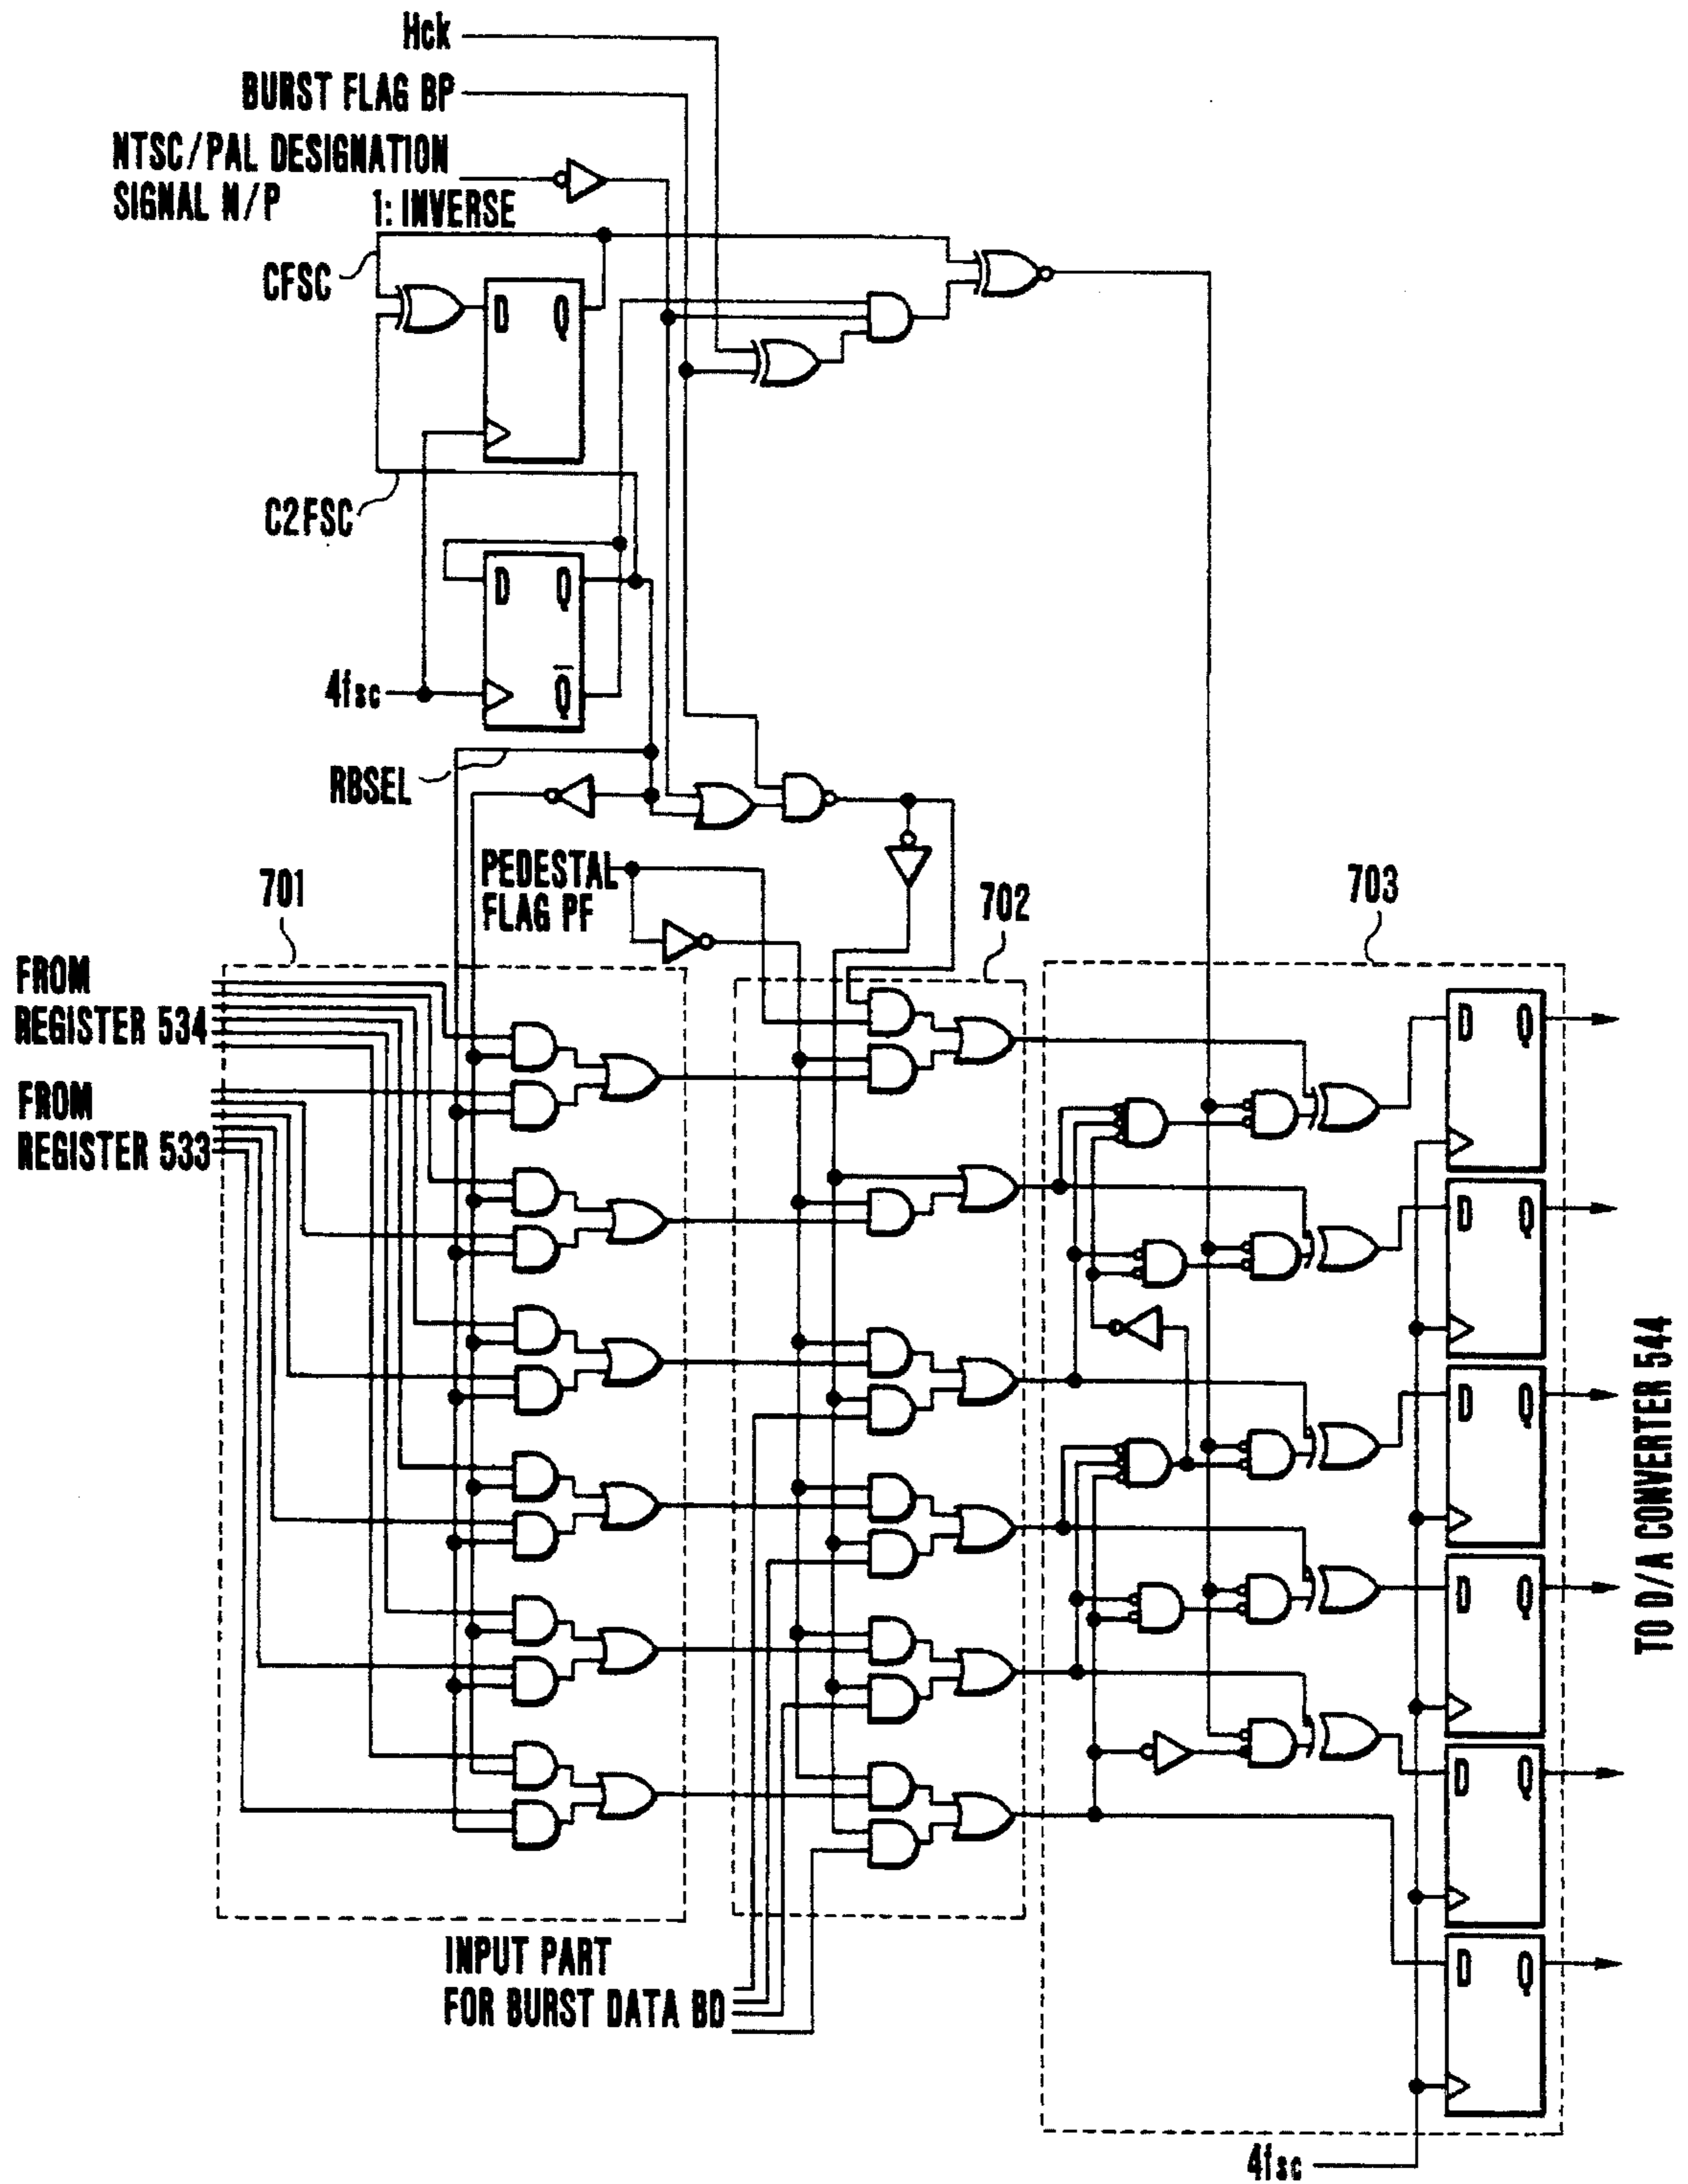 Hck
BURST FLAG BP
NTSC/PAL DESIGNATION
SIGNAL N/P
1: INVERSE
CFSC
D Q
C2FSC
D Q
4fsc
Q̅
RBSEL
PEDESTAL
FLAG PF
701
702
703
FROM
REGISTER 534
FROM
REGISTER 533
D Q
D Q
D Q
D Q
D Q
D Q
TO D/A CONVERTER 544
INPUT PART
FOR BURST DATA BD
4fsc